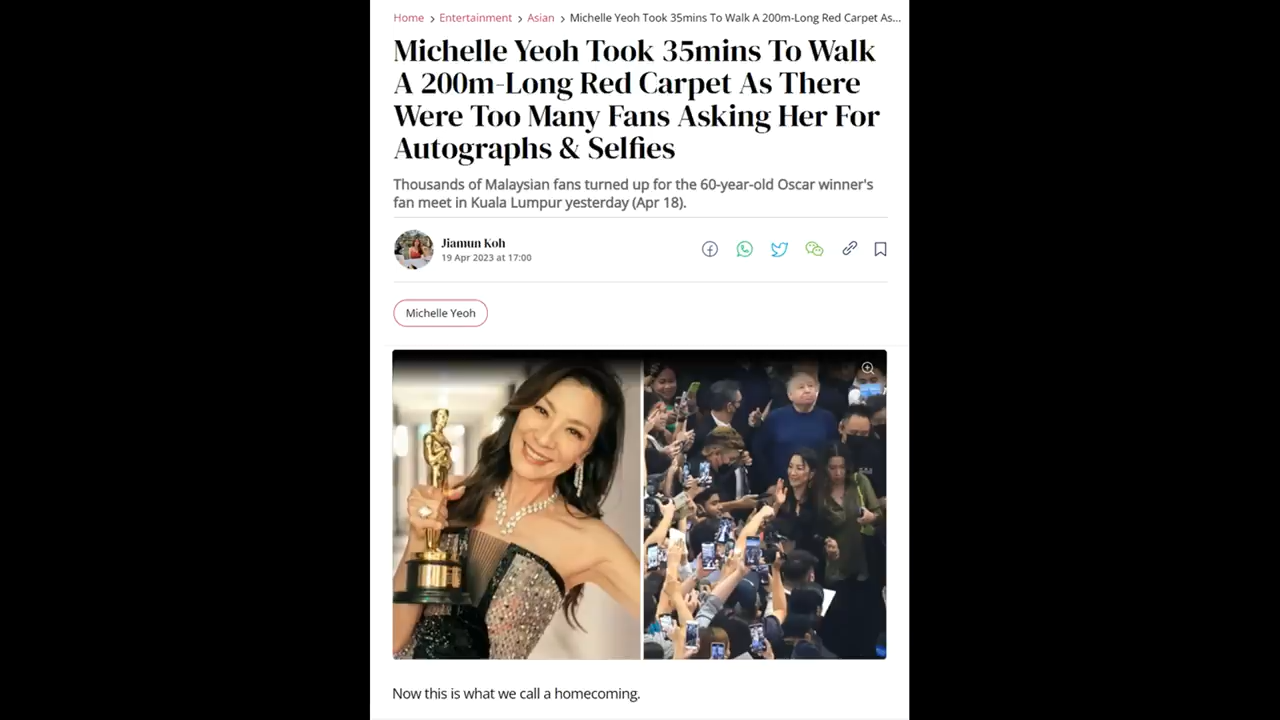 Home > Entertainment > Asian > Michelle Yeoh Took 35mins To Walk A 200m-Long Red Carpet As...
Michelle Yeoh Took 35mins To Walk
A 200m-Long Red Carpet As There
Were Too Many Fans Asking Her For
Autographs & Selfies
Thousands of Malaysian fans turned up for the 60-year-old Oscar winner's
fan meet in Kuala Lumpur yesterday (Apr 18).
Jiamun Koh
19 Apr 2023 at 17:00
Michelle Yeoh
Now this is what we call a homecoming.